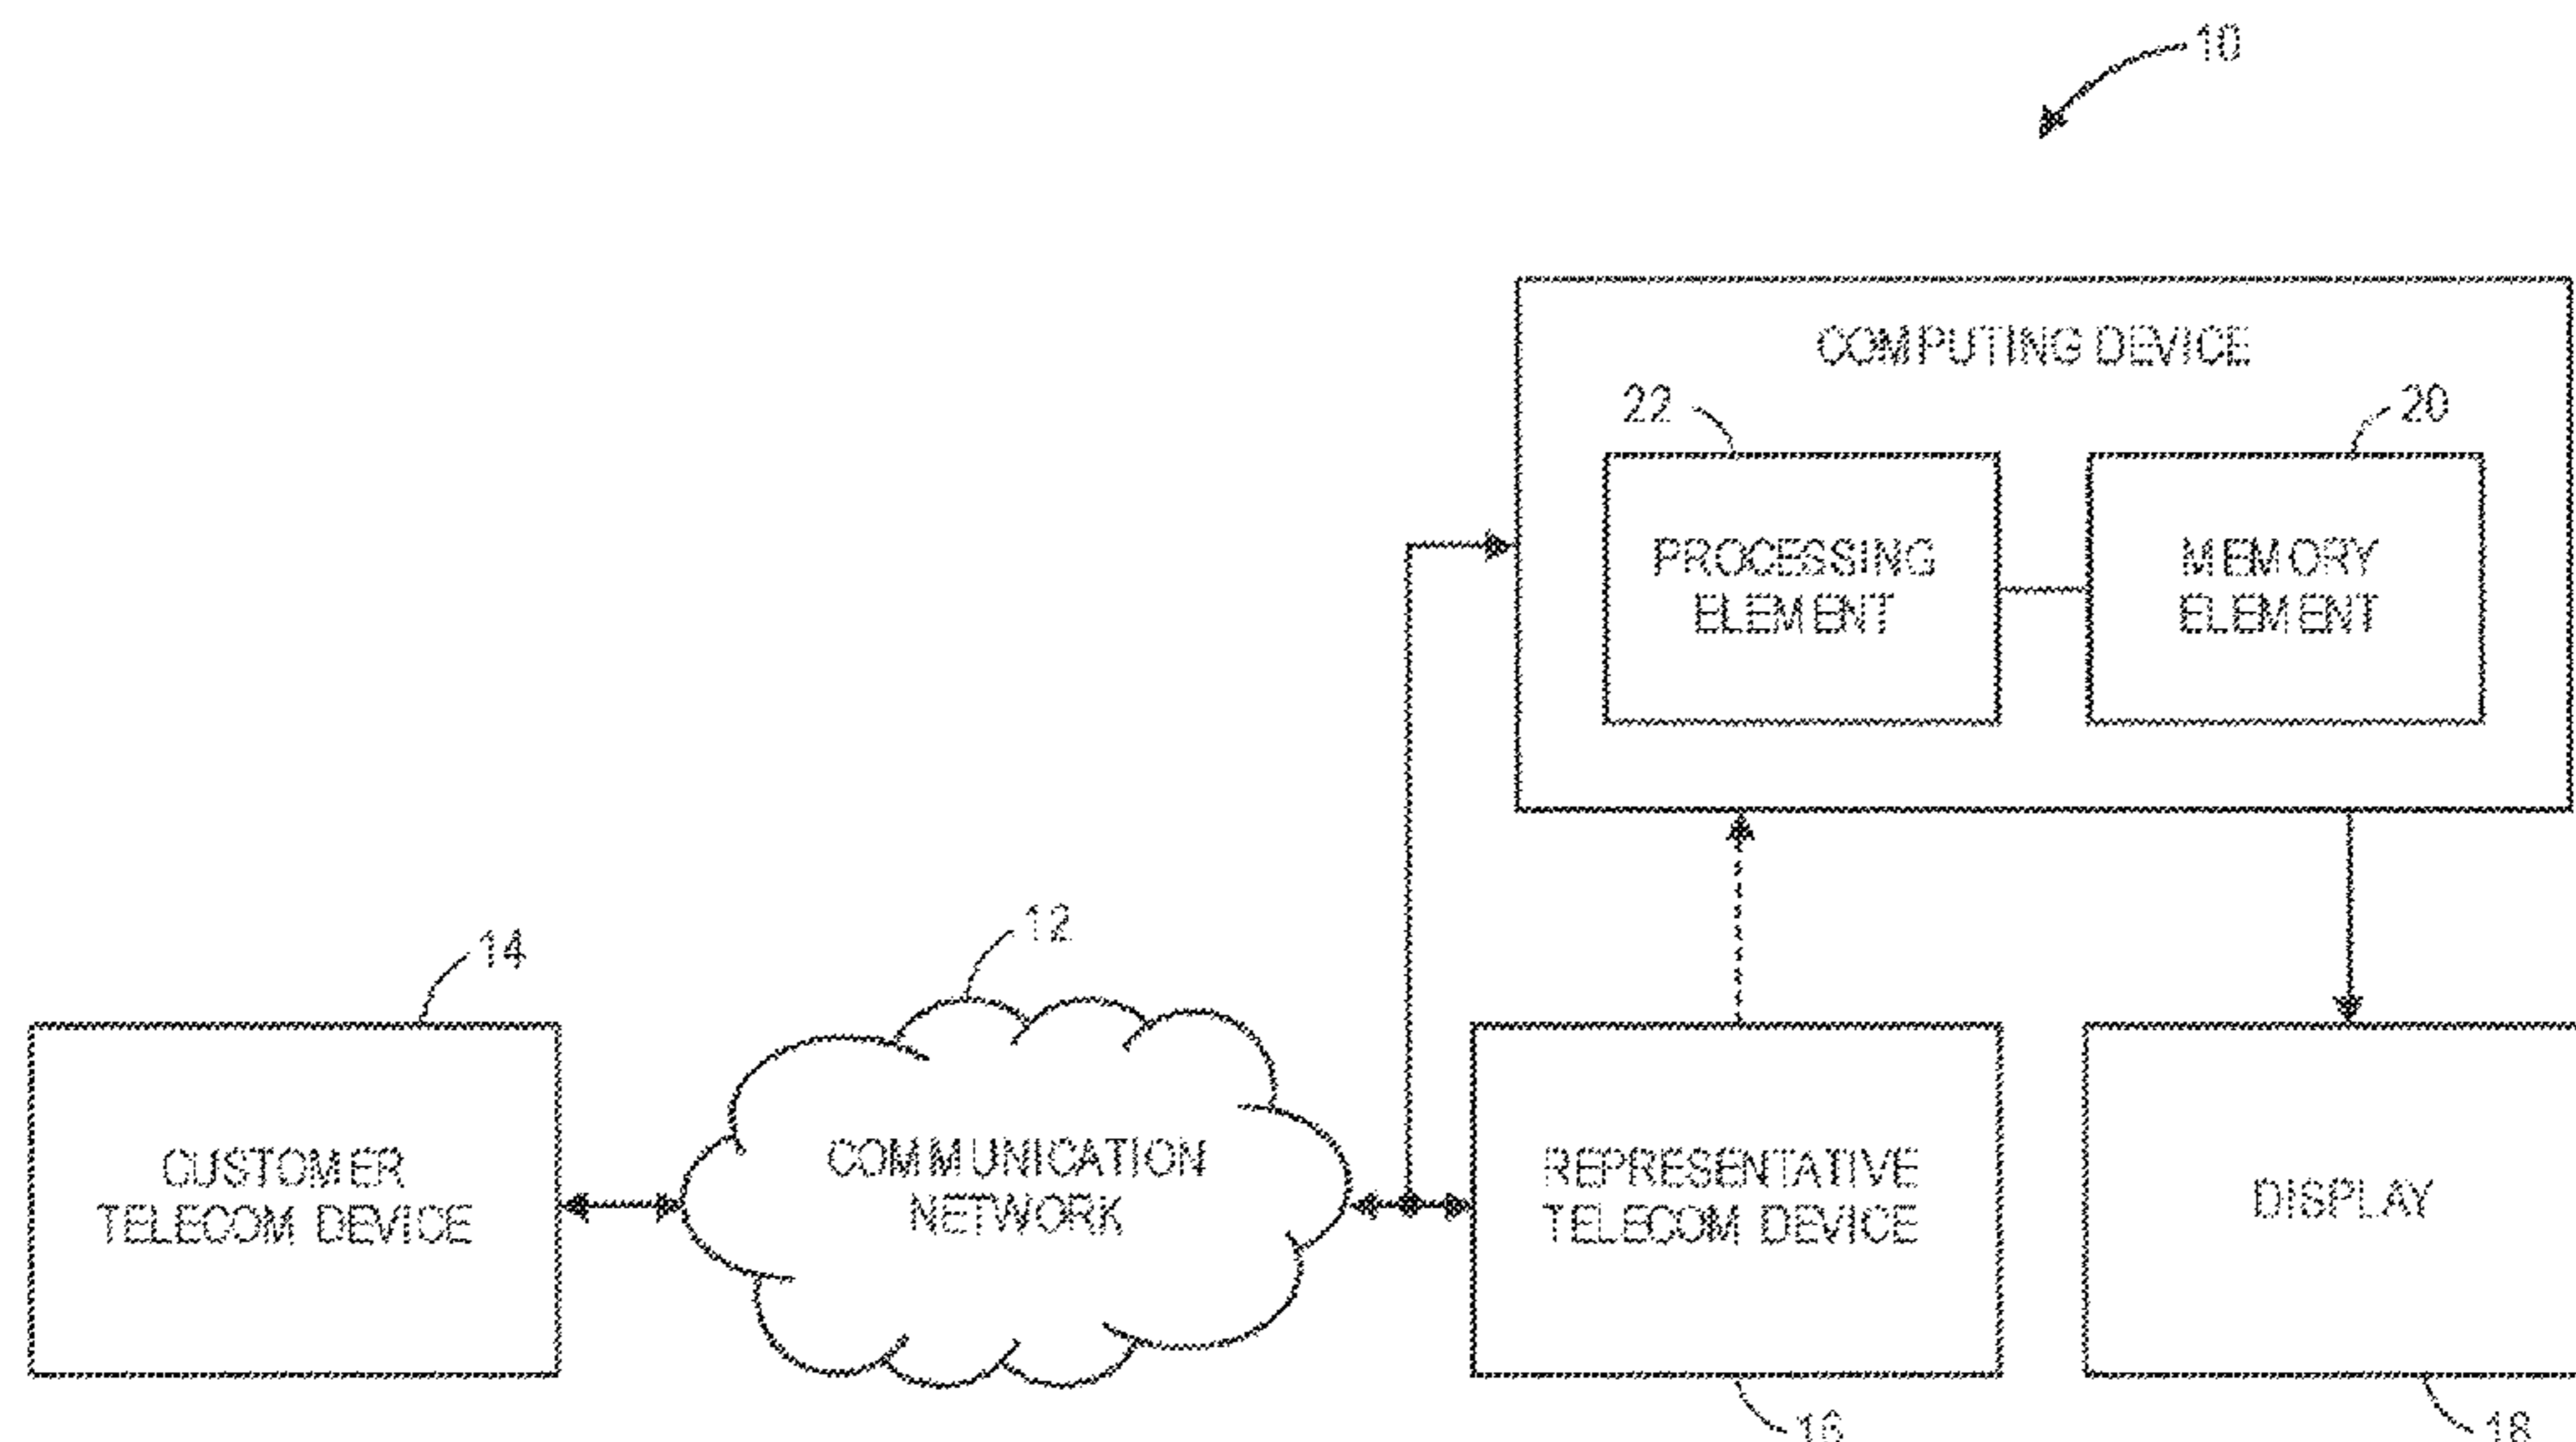 10
COMPUTING DEVICE
22
20
PROCESSING
ELEMENT
MEMORY
ELEMENT
14
12
CUSTOMER
TELECOM DEVICE
COMMUNICATION
NETWORK
REPRESENTATIVE
TELECOM DEVICE
DISPLAY
16
18